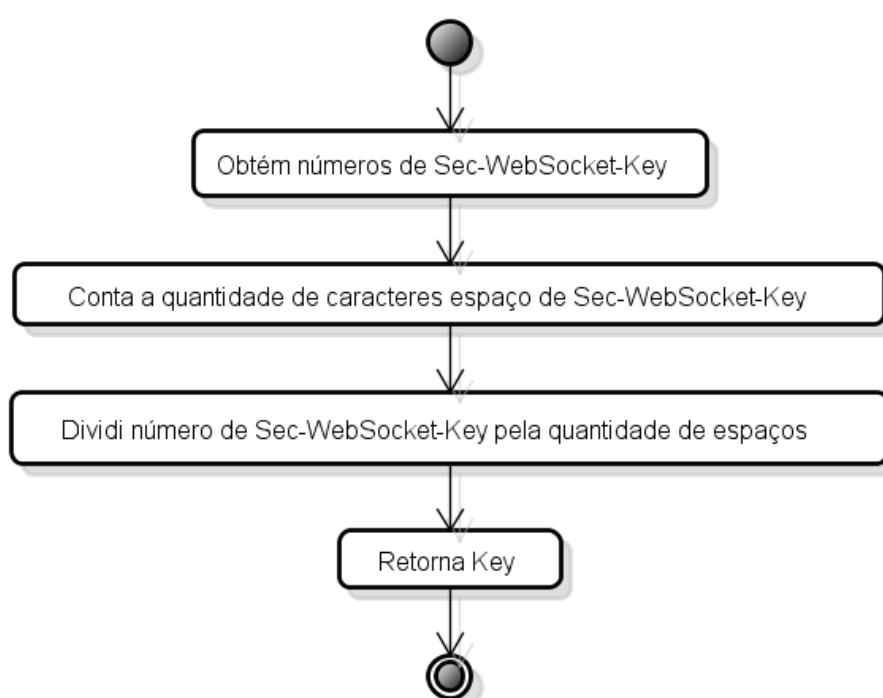 Obtém números de Sec-WebSocket-Key
Conta a quantidade de caracteres espaço de Sec-WebSocket-Key
Dividi número de Sec-WebSocket-Key pela quantidade de espaços
Retorna Key